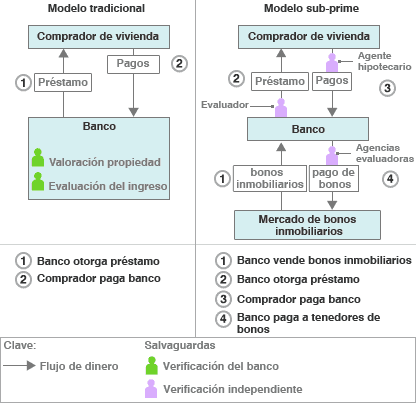 Modelo tradicional
Comprador de vivienda
Pagos
2
1
Préstamo
Banco
Valoración propiedad
Evaluación del ingreso
1 Banco otorga préstamo
2 Comprador paga banco
Modelo sub-prime
Comprador de vivienda
Agente
hipotecario
2
Préstamo
Pagos
3
Evaluador
Banco
Agencias
evaluadoras
1
bonos
inmobiliarios
pago de
bonos
4
Mercado de bonos
inmobiliarios
1 Banco vende bonos inmobiliarios
2 Banco otorga préstamo
3 Comprador paga banco
4 Banco paga a tenedores de
bonos
Clave:
Flujo de dinero
Salvaguardas
Verificación del banco
Verificación independiente